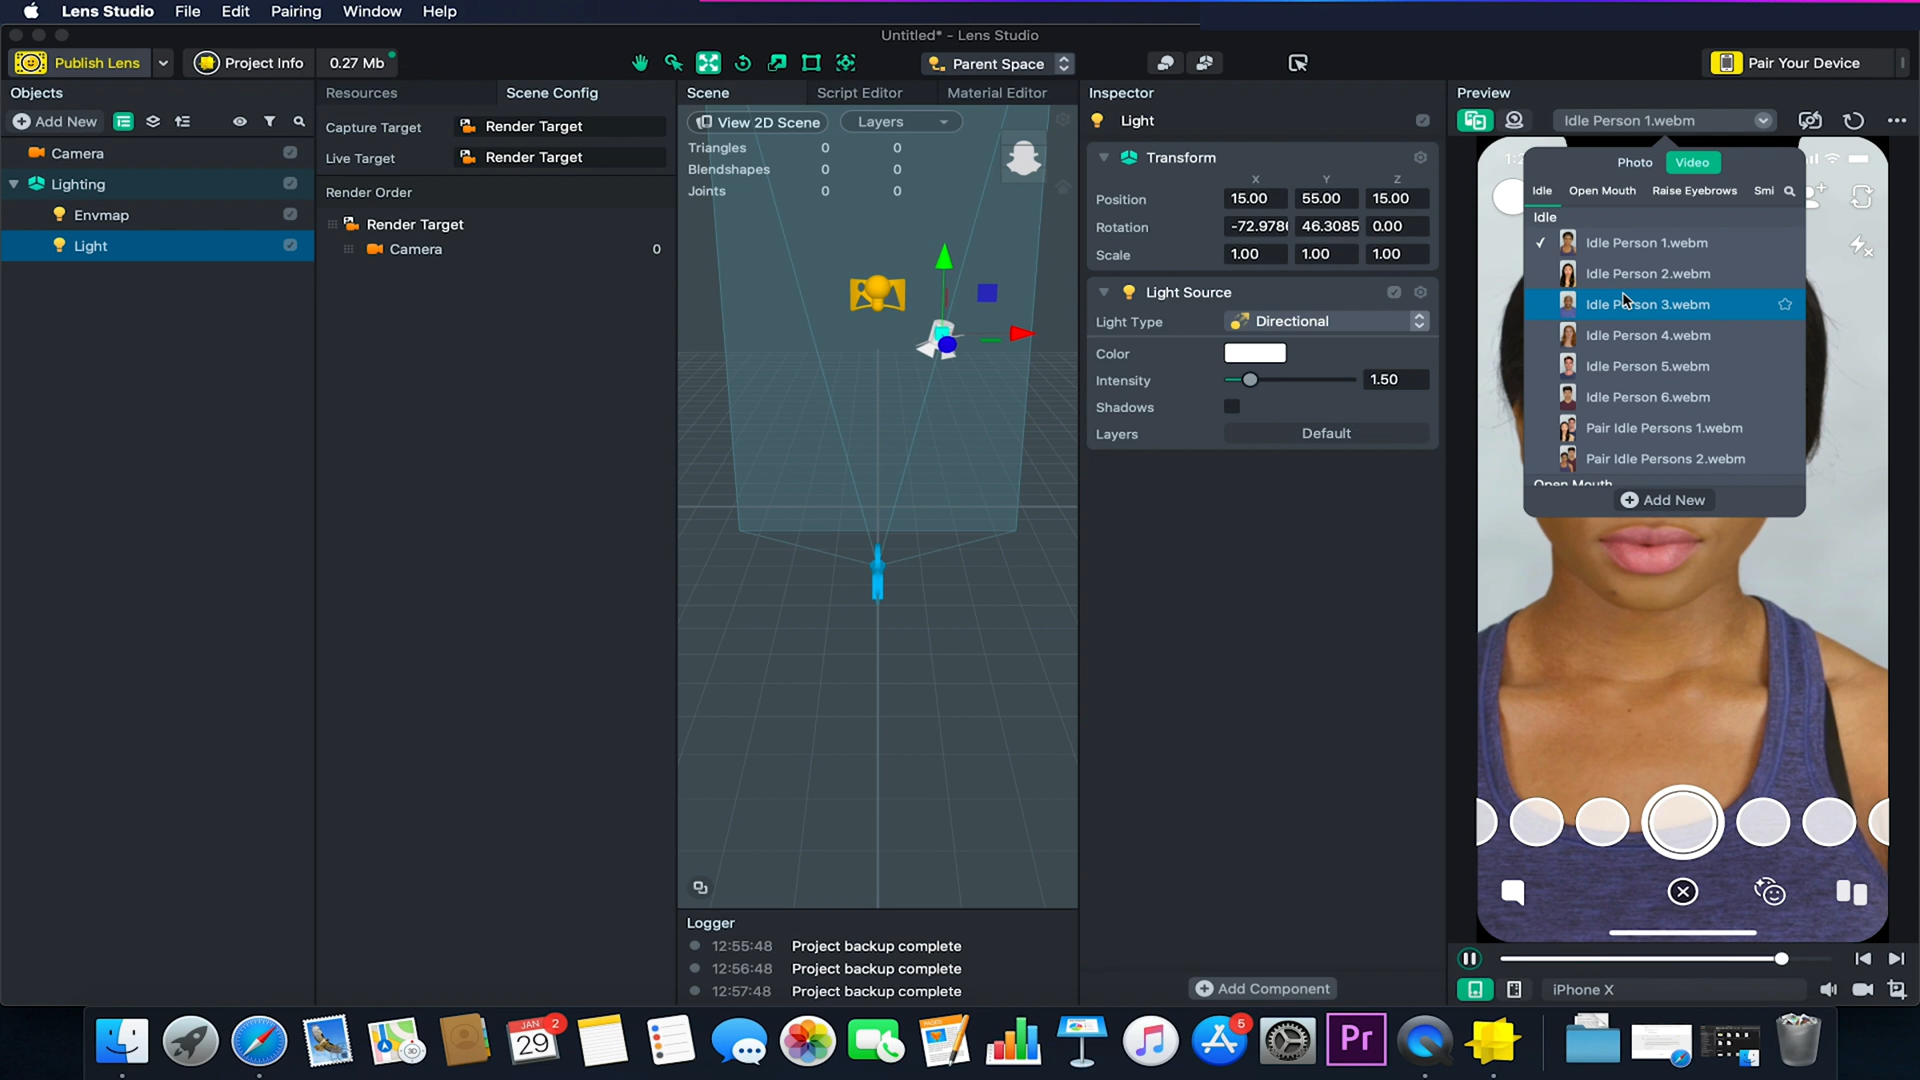 Lens Studio File Edit Pairing Window Help
Untitled* - Lens Studio
Publish Lens
Project Info
0.27 Mb
Parent Space
Pair Your Device
Objects
Add New
Camera
Lighting
Envmap
Light
Resources
Scene Config
Capture Target Render Target
Live Target Render Target
Render Order
Render Target
Camera 0
Scene
Script Editor
Material Editor
View 2D Scene
Layers
Triangles 0 0
Blendshapes 0 0
Joints 0 0
Logger
12:55:48 Project backup complete
12:56:48 Project backup complete
12:57:48 Project backup complete
Inspector
Light
Transform
X Y Z
Position 15.00 55.00 15.00
Rotation 46.3085 0.00
Scale 1.00 1.00 1.00
Light Source
Light Type Directional
Color
Intensity 1.50
Shadows
Layers Default
Add Component
Preview
Idle Person 1.webm
Photo Video
Idle Open Mouth Raise Eyebrows Smi
Idle
✓ Idle Person 1.webm
Idle Person 2.webm
Idle Person 3.webm
Idle Person 4.webm
Idle Person 5.webm
Idle Person 6.webm
Pair Idle Persons 1.webm
Pair Idle Persons 2.webm
Open Mouth
Add New
iPhone X
JAN 2
29
5
Pr